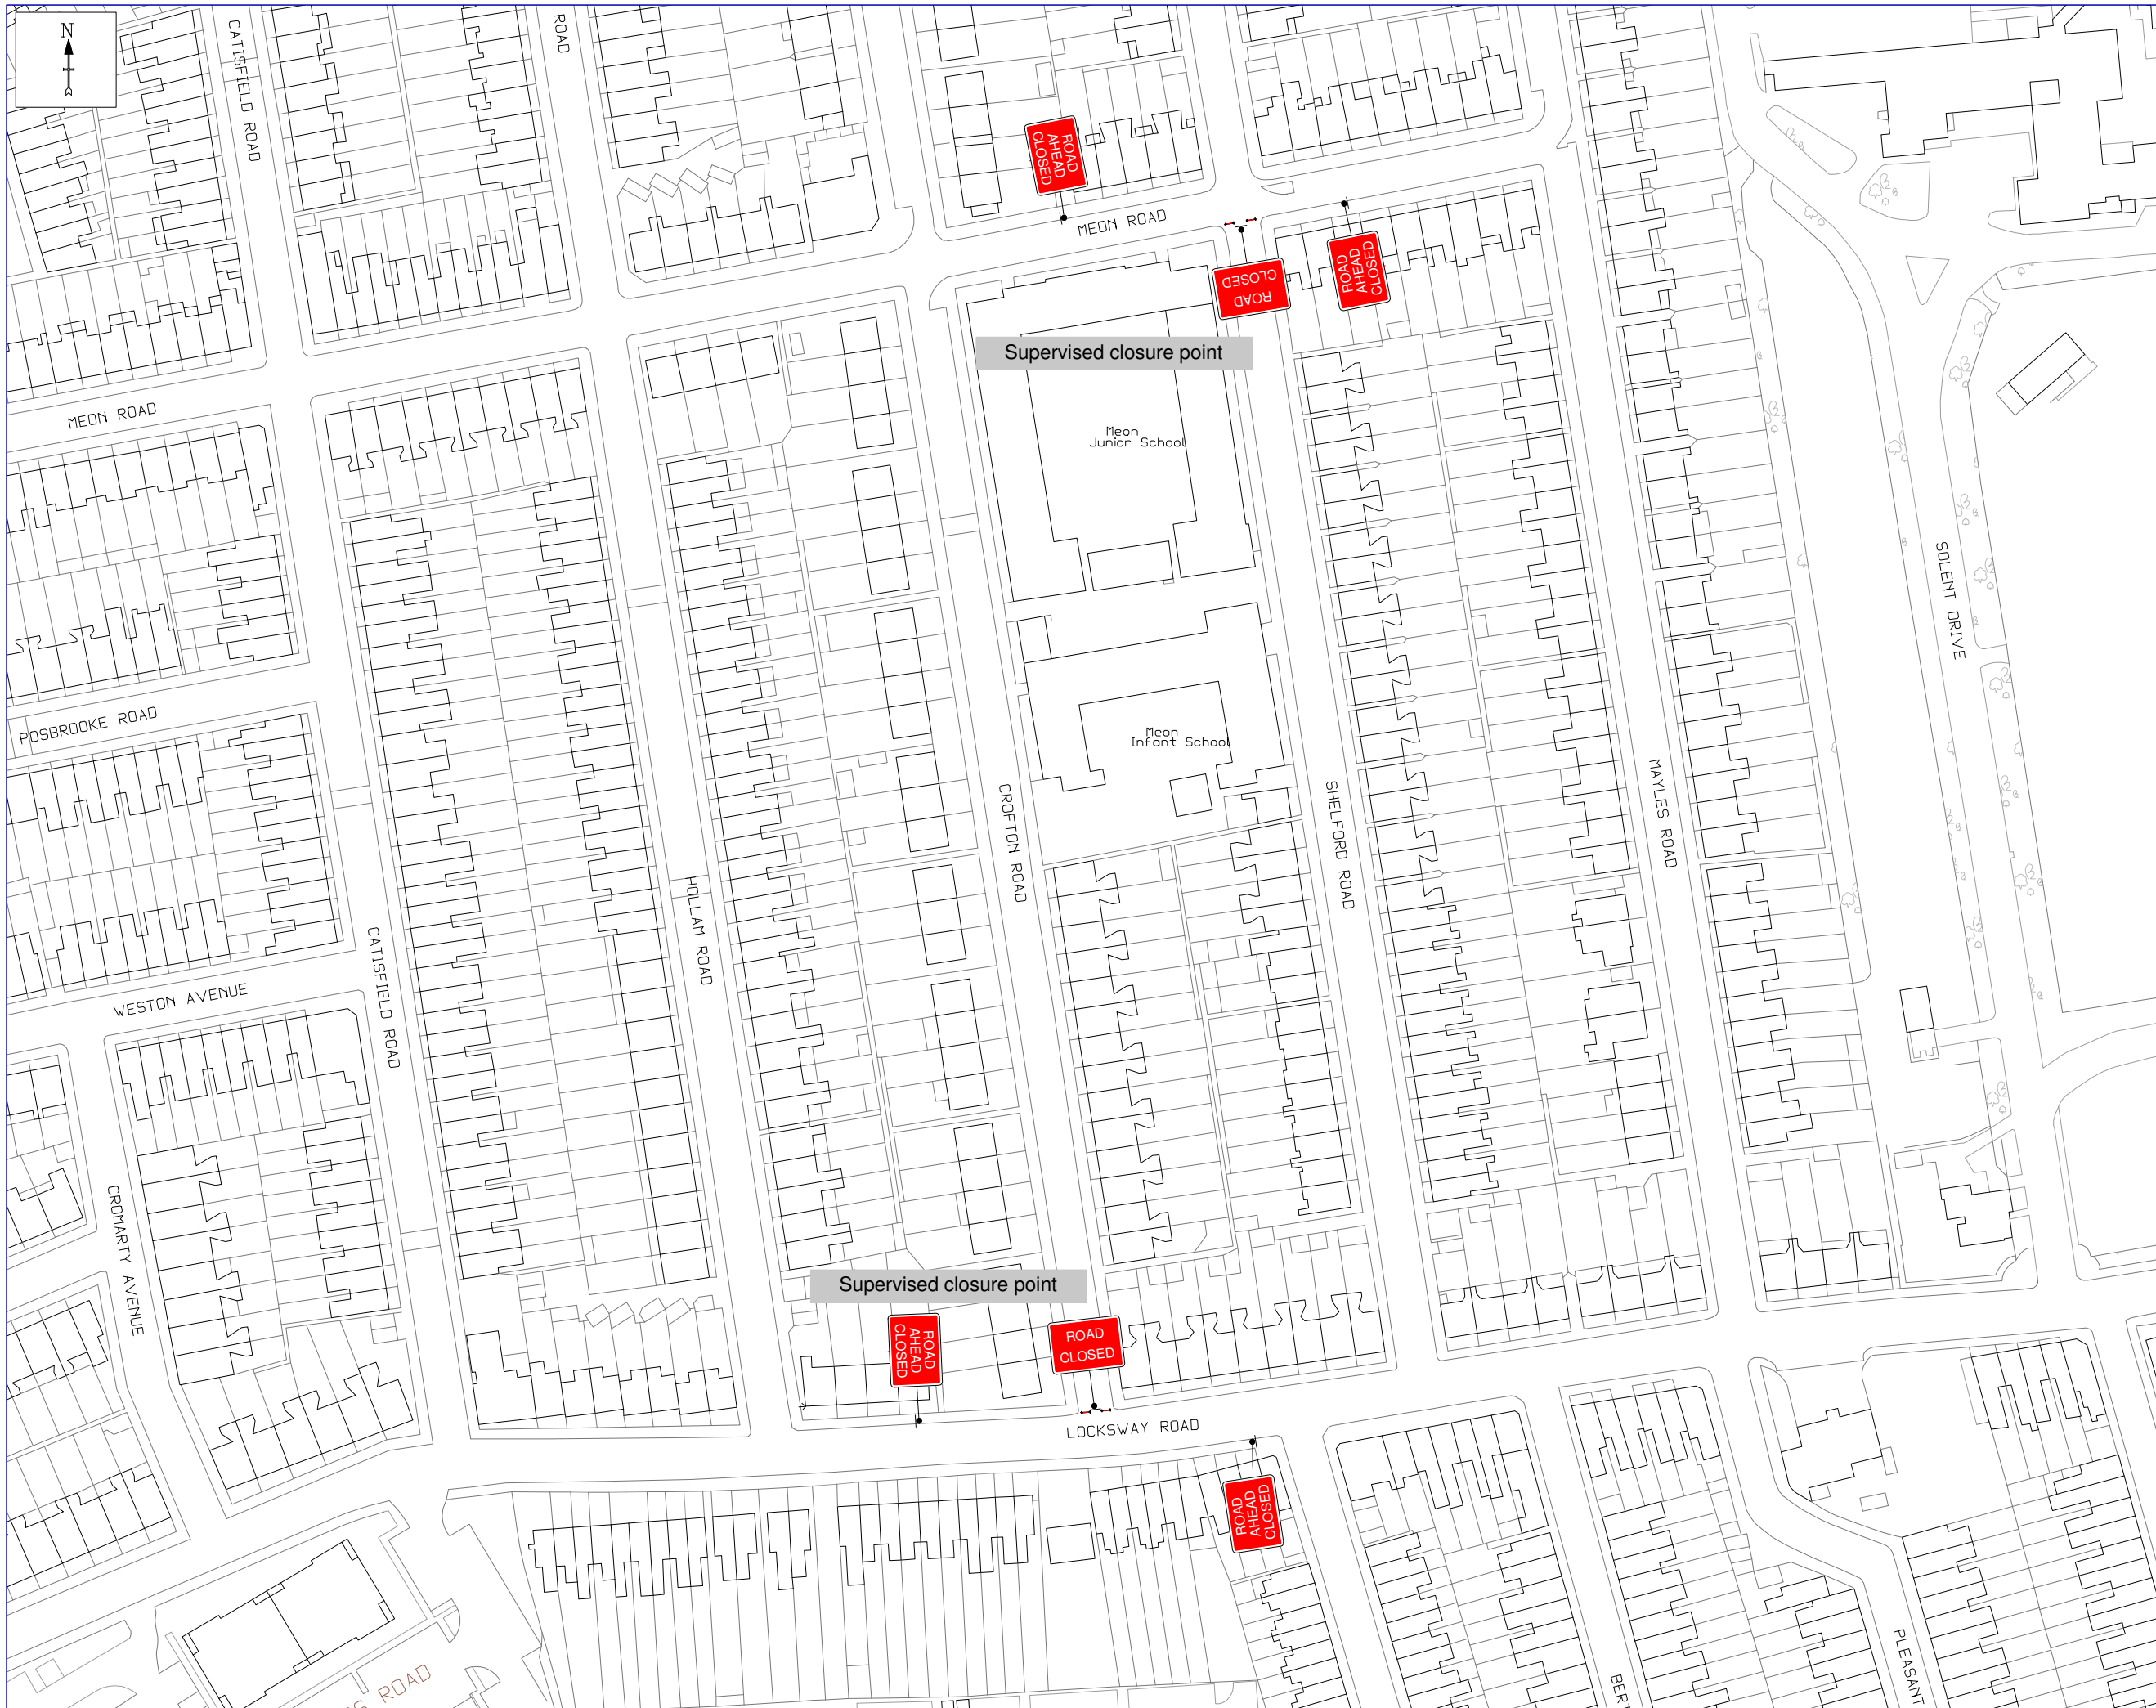 N
CATISFIELD ROAD
ROAD
ROAD
AHEAD
CLOSED
MEON ROAD
ROAD
CLOSED
ROAD
AHEAD
CLOSED
Supervised closure point
MEON ROAD
Meon
Junior School
SOLENT DRIVE
POSBROOKE ROAD
Meon
Infant School
CROFTON ROAD
SHELFORD ROAD
MAYLES ROAD
HOLLAM ROAD
CATISFIELD ROAD
WESTON AVENUE
CROMARTY AVENUE
Supervised closure point
ROAD
AHEAD
CLOSED
ROAD
CLOSED
LOCKSWAY ROAD
ROAD
AHEAD
CLOSED
ROAD
PLEASANT